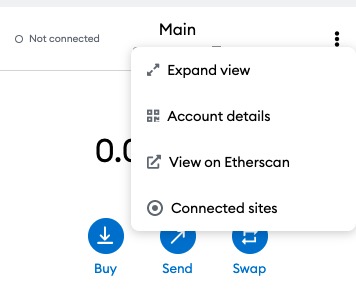 Main
Not connected
Expand view
Account details
View on Etherscan
Connected sites
0.0
Buy
Send
Swap